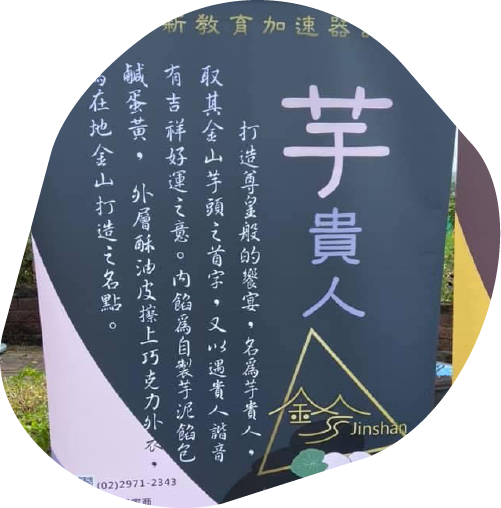 新教育加速器
芋貴人
打造尊皇般的饗宴，名為芋貴人，
取其金山芋頭之首字，又以遇貴人諧音
有吉祥好運之意。內餡為自製芋泥餡包
鹹蛋黃，外層酥油皮擦上巧克力外衣，
為在地金山打造之名點。
金山
Jinshan
(02)2971-2343